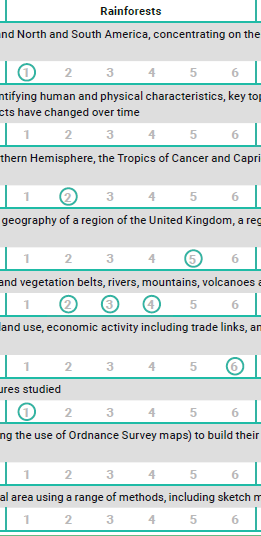 Rainforests
and North and South America, concentrating on the
1 2 3 4 5 6
ntifying human and physical characteristics, key top
cts have changed over time
1 2 3 4 5 6
thern Hemisphere, the Tropics of Cancer and Capri
1 2 3 4 5 6
geography of a region of the United Kingdom, a reg
1 2 3 4 5 6
and vegetation belts, rivers, mountains, volcanoes a
1 2 3 4 5 6
land use, economic activity including trade links, an
1 2 3 4 5 6
ures studied
1 2 3 4 5 6
ng the use of Ordnance Survey maps) to build their
1 2 3 4 5 6
al area using a range of methods, including sketch m
1 2 3 4 5 6